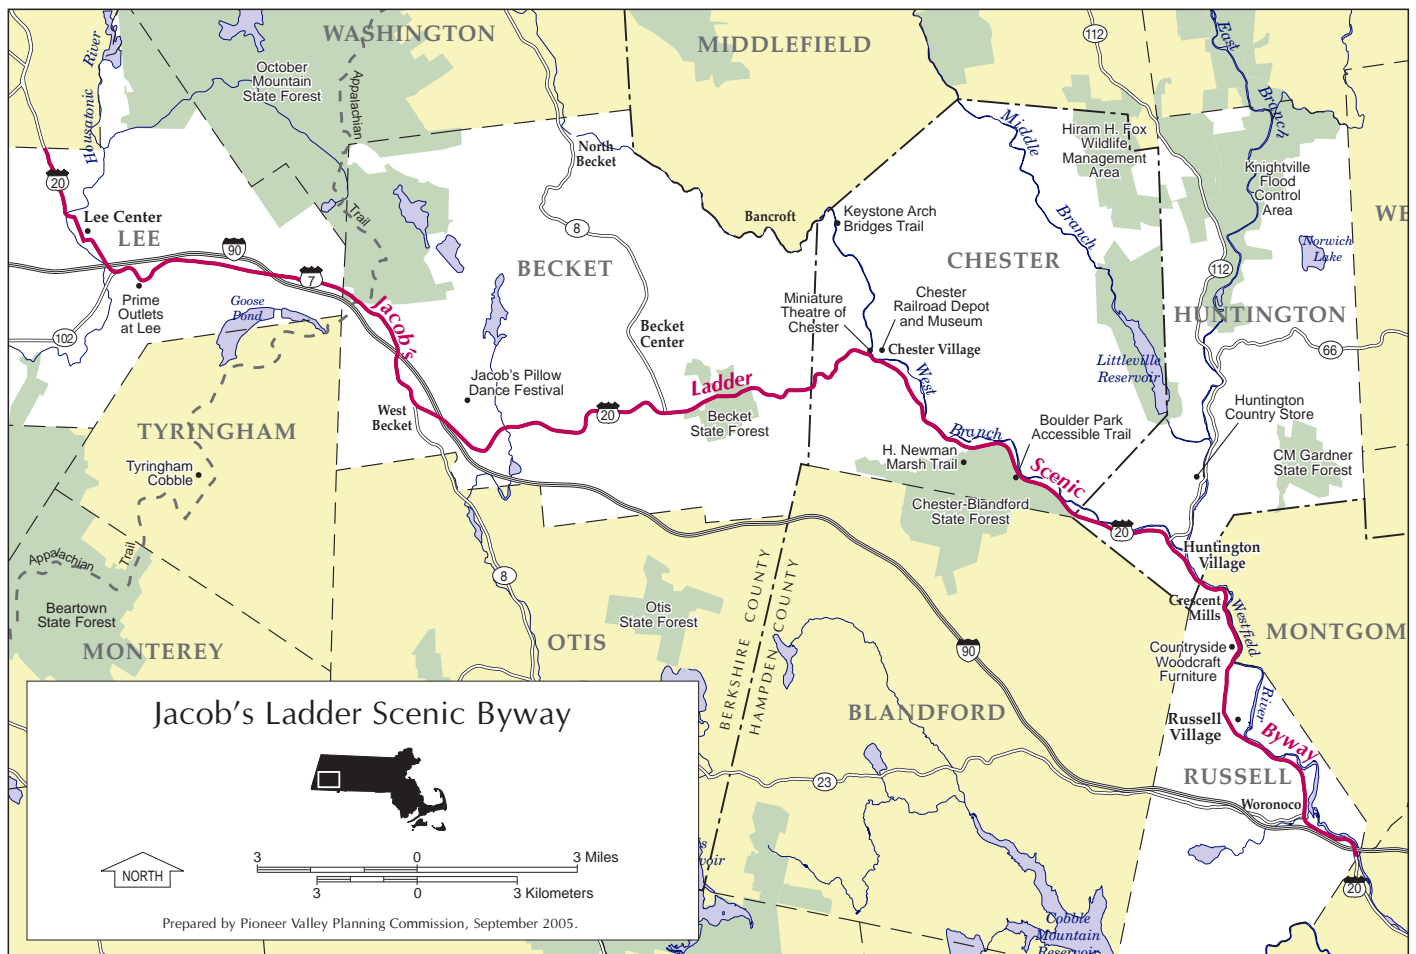 WASHINGTON
MIDDLEFIELD
112
East
Branch
River
Housatonic
October
Mountain
State Forest
Appalachian
Trail
North
Becket
Middle
Branch
Hiram H. Fox
Wildlife
Management
Area
Knightville
Flood
Control
Area
WE
Norwich
Lake
20
Lee Center
LEE
90
7
8
Bancroft
Keystone Arch
Bridges Trail
BECKET
CHESTER
112
HUNTINGTON
Prime
Outlets
at Lee
Goose
Pond
102
Jacob's
Miniature
Theatre of
Chester
Chester
Railroad Depot
and Museum
Chester Village
Becket
Center
66
Littleville
Reservoir
Jacob's Pillow
Dance Festival
Ladder
West
Branch
West
Becket
20
Becket
State Forest
Boulder Park
Accessible Trail
Huntington
Country Store
TYRINGHAM
Tyringham
Cobble
H. Newman
Marsh Trail
Scenic
CM Gardner
State Forest
Chester-Blandford
State Forest
20
Huntington
Village
Appalachian
Trail
8
Beartown
State Forest
MONTEREY
Otis
State Forest
OTIS
BERKSHIRE COUNTY
HAMPDEN COUNTY
90
Crescent
Mills
Westfield
River
MONTGOM
Countryside
Woodcraft
Furniture
BLANDFORD
Russell
Village
Byway
RUSSELL
Woronoco
23
20
Cobble
Mountain
Reservoir
ls
voir
Jacob's Ladder Scenic Byway
NORTH
3 0 3 Miles
3 0 3 Kilometers
Prepared by Pioneer Valley Planning Commission, September 2005.